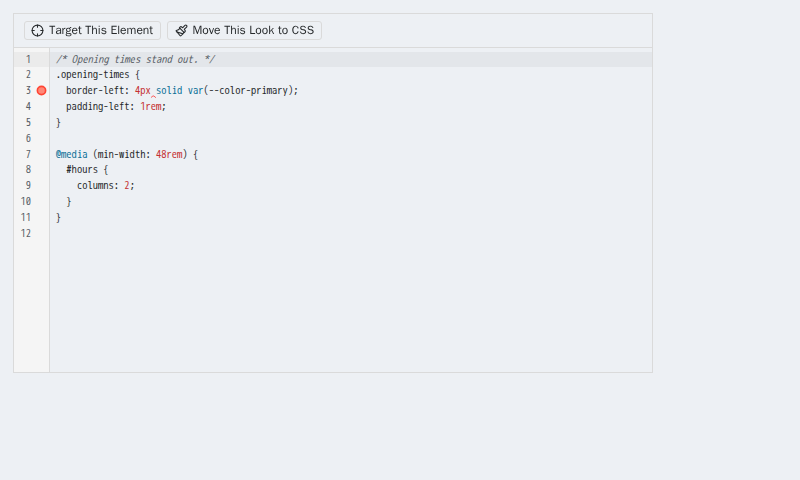 Target This Element
Move This Look to CSS
1 /* Opening times stand out. */
2 .opening-times {
3 border-left: 4px solid var(--color-primary);
4 padding-left: 1rem;
5 }
6
7 @media (min-width: 48rem) {
8 #hours {
9 columns: 2;
10 }
11 }
12